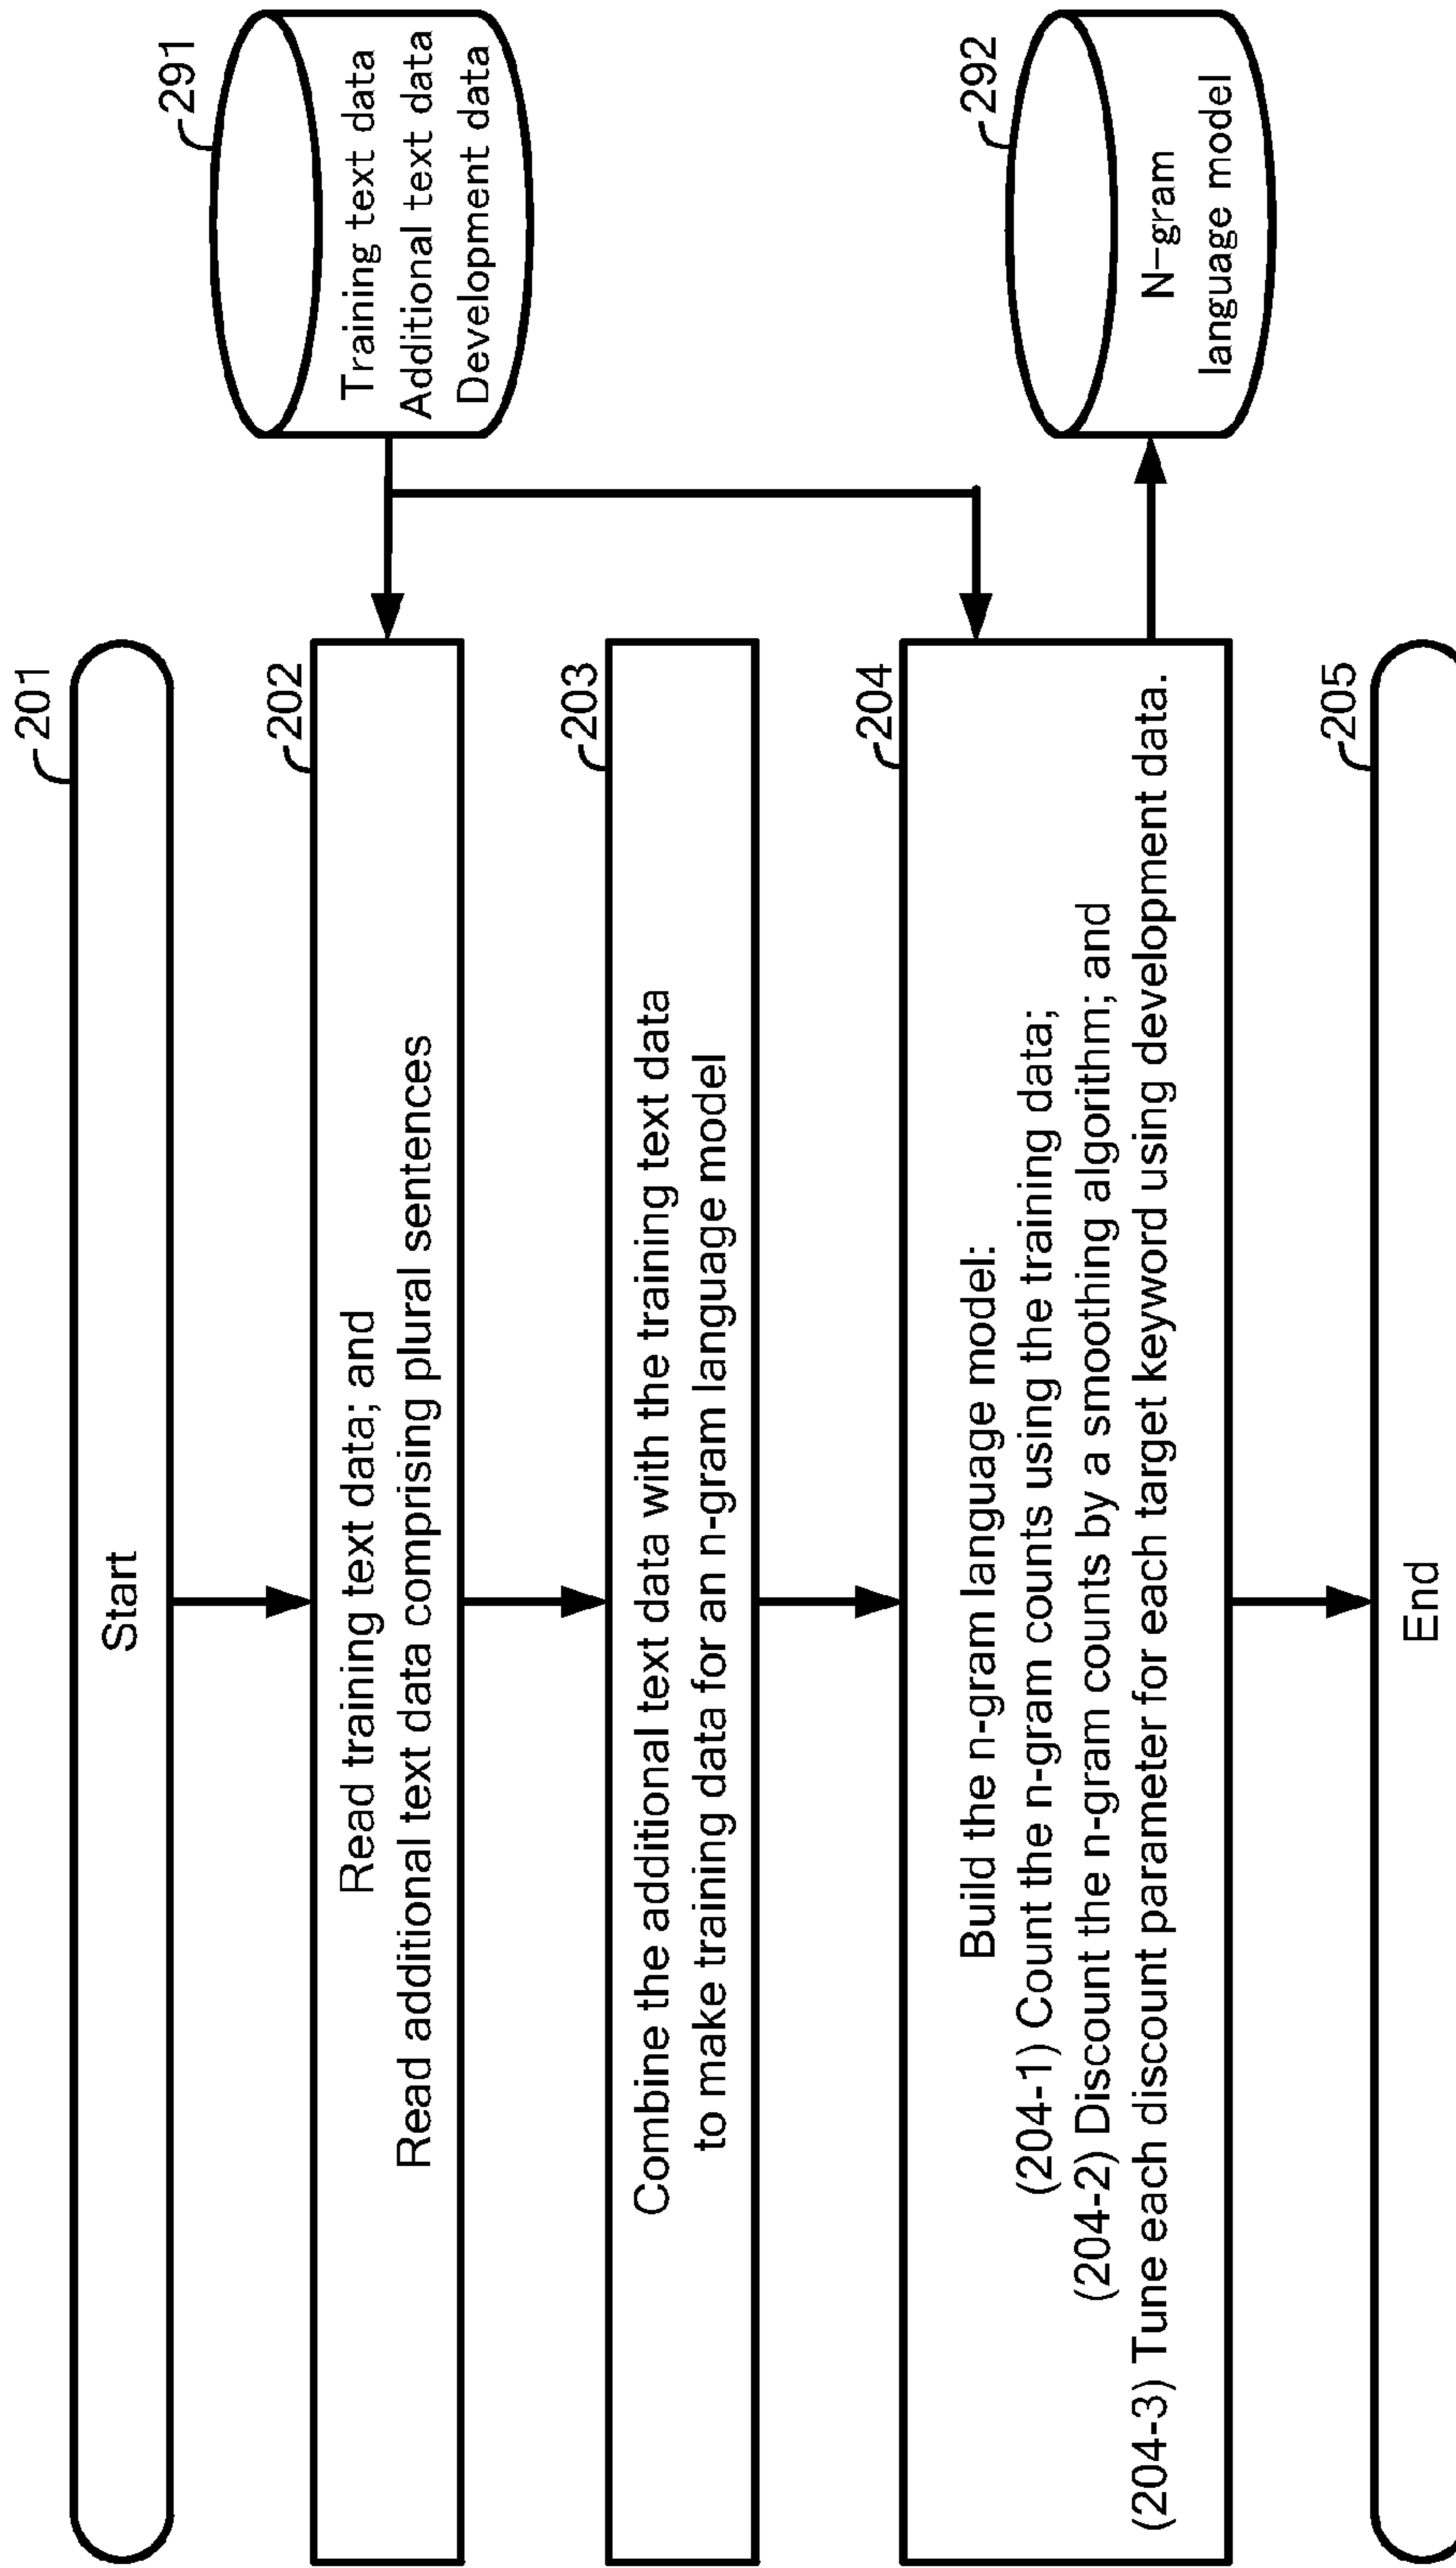 201
Start
202
Read training text data; and
Read additional text data comprising plural sentences
291
Training text data
Additional text data
Development data
203
Combine the additional text data with the training text data
to make training data for an n-gram language model
204
Build the n-gram language model:
(204-1) Count the n-gram counts using the training data;
(204-2) Discount the n-gram counts by a smoothing algorithm; and
(204-3) Tune each discount parameter for each target keyword using development data.
292
N-gram
language model
205
End